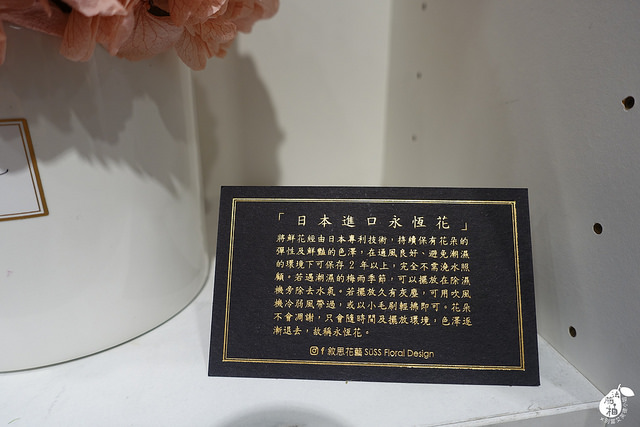 「日本進口永恆花」
將鮮花經由日本專利技術，持續保有花朵的
彈性及鮮豔的色澤，在通風良好、避免潮濕
的環境下可保存 2 年以上，完全不需澆水照
顧。若遇潮濕的梅雨季節，可以擺放在除濕
機旁除去水氣。若擺放久有灰塵，可用吹風
機冷弱風帶過，或以小毛刷輕拂即可。花朵
不會凋謝，只會隨時間及擺放環境，色澤逐
漸退去，故稱永恆花。
敘思花藝 SüSS Floral Design